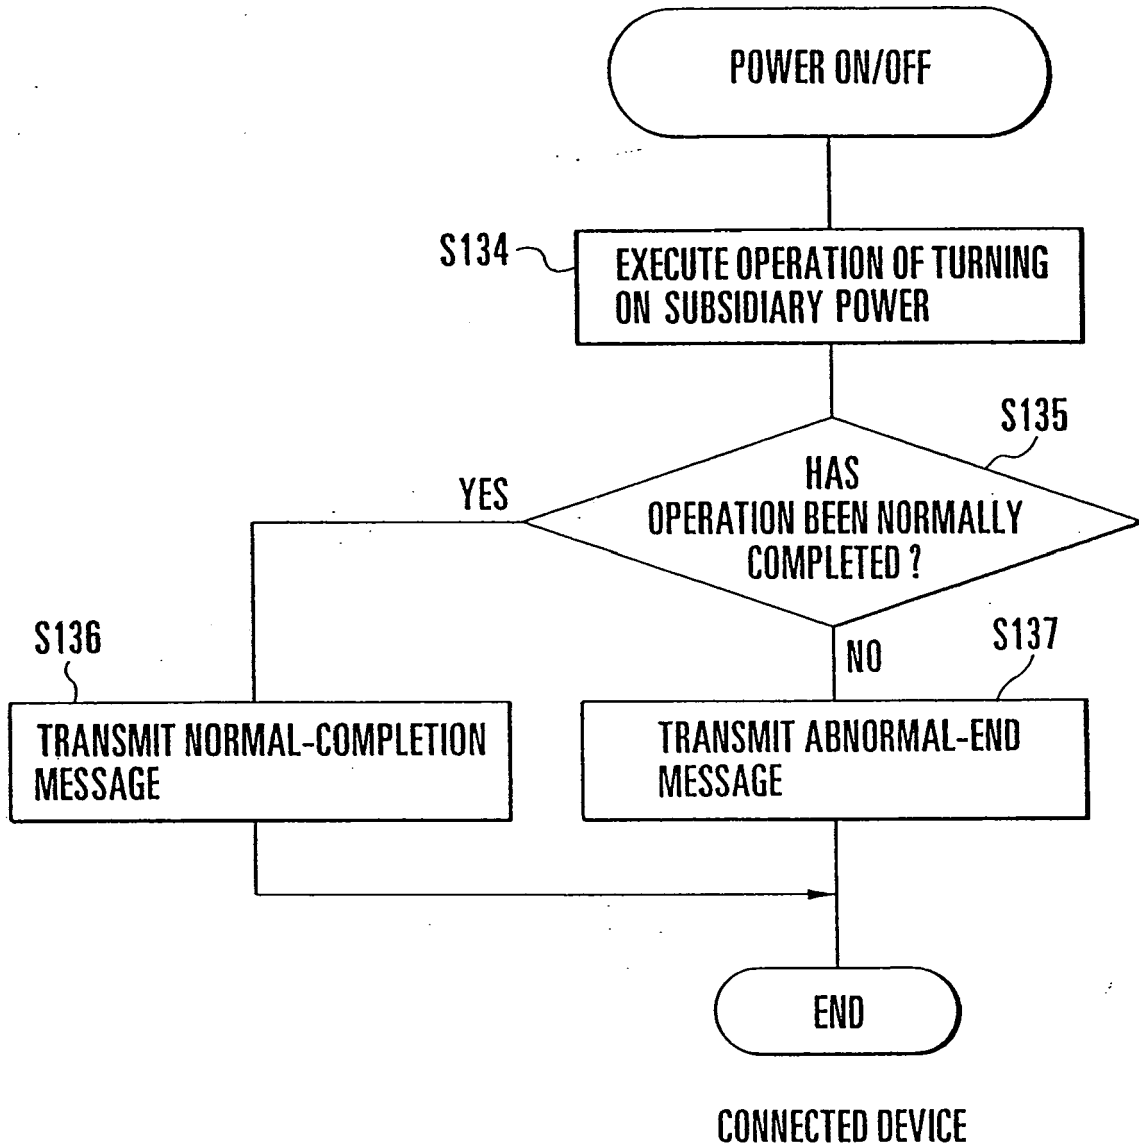 POWER ON/OFF
S134
EXECUTE OPERATION OF TURNING
ON SUBSIDIARY POWER
S135
HAS
OPERATION BEEN NORMALLY
COMPLETED ?
YES
NO
S136
S137
TRANSMIT NORMAL-COMPLETION
MESSAGE
TRANSMIT ABNORMAL-END
MESSAGE
END
CONNECTED DEVICE